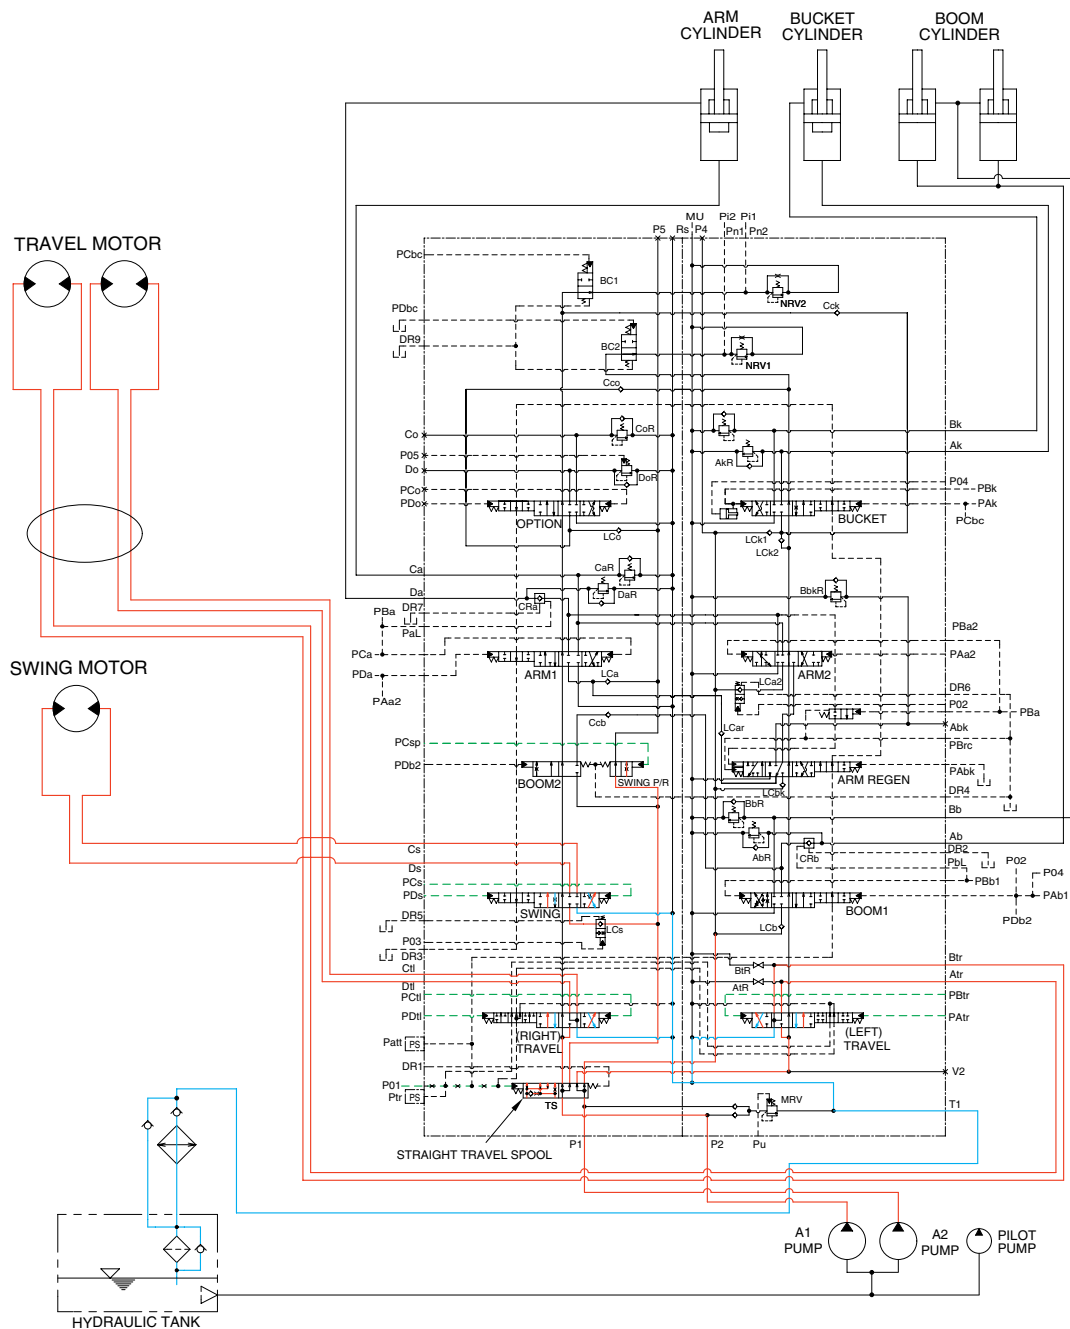 ARM
CYLINDER
BUCKET
CYLINDER
BOOM
CYLINDER
TRAVEL MOTOR
MU
Pi2
Pi1
P5
Rs
P4
Pn1
Pn2
PCbc
BC1
NRV2
PDbc
Cck
DR9
BC2
NRV1
Cco
Co
CoR
Bk
P05
Ak
Do
DoR
AkR
PCo
P04
PDo
PBk
OPTION
BUCKET
PAk
LCo
LCk1
PCbc
LCk2
Ca
CaR
Da
DaR
BbkR
PBa
DR7
CRa
PaL
PBa2
PCa
PAa2
PDa
ARM1
LCa
LCa2
ARM2
PAa2
DR6
P02
PBa
Ccb
LCar
Abk
PCsp
PBrc
PDb2
BOOM2
SWING P/R
ARM REGEN
PAbk
LCbk
DR4
BbR
Bb
SWING MOTOR
AbR
CRb
Ab
Cs
DR2
Ds
PbL
P02
PCs
PBb1
P04
PDs
PAb1
SWING
BOOM1
PDb2
DR5
LCs
LCb
P03
DR3
Ctl
BtR
Btr
AtR
Atr
Dtl
PCtl
PBtr
PDtl
PAtr
(RIGHT)
TRAVEL
(LEFT)
TRAVEL
Patt
PS
DR1
V2
P01
Ptr
PS
TS
MRV
T1
P1
P2
Pu
STRAIGHT TRAVEL SPOOL
A1
PUMP
A2
PUMP
PILOT
PUMP
HYDRAULIC TANK